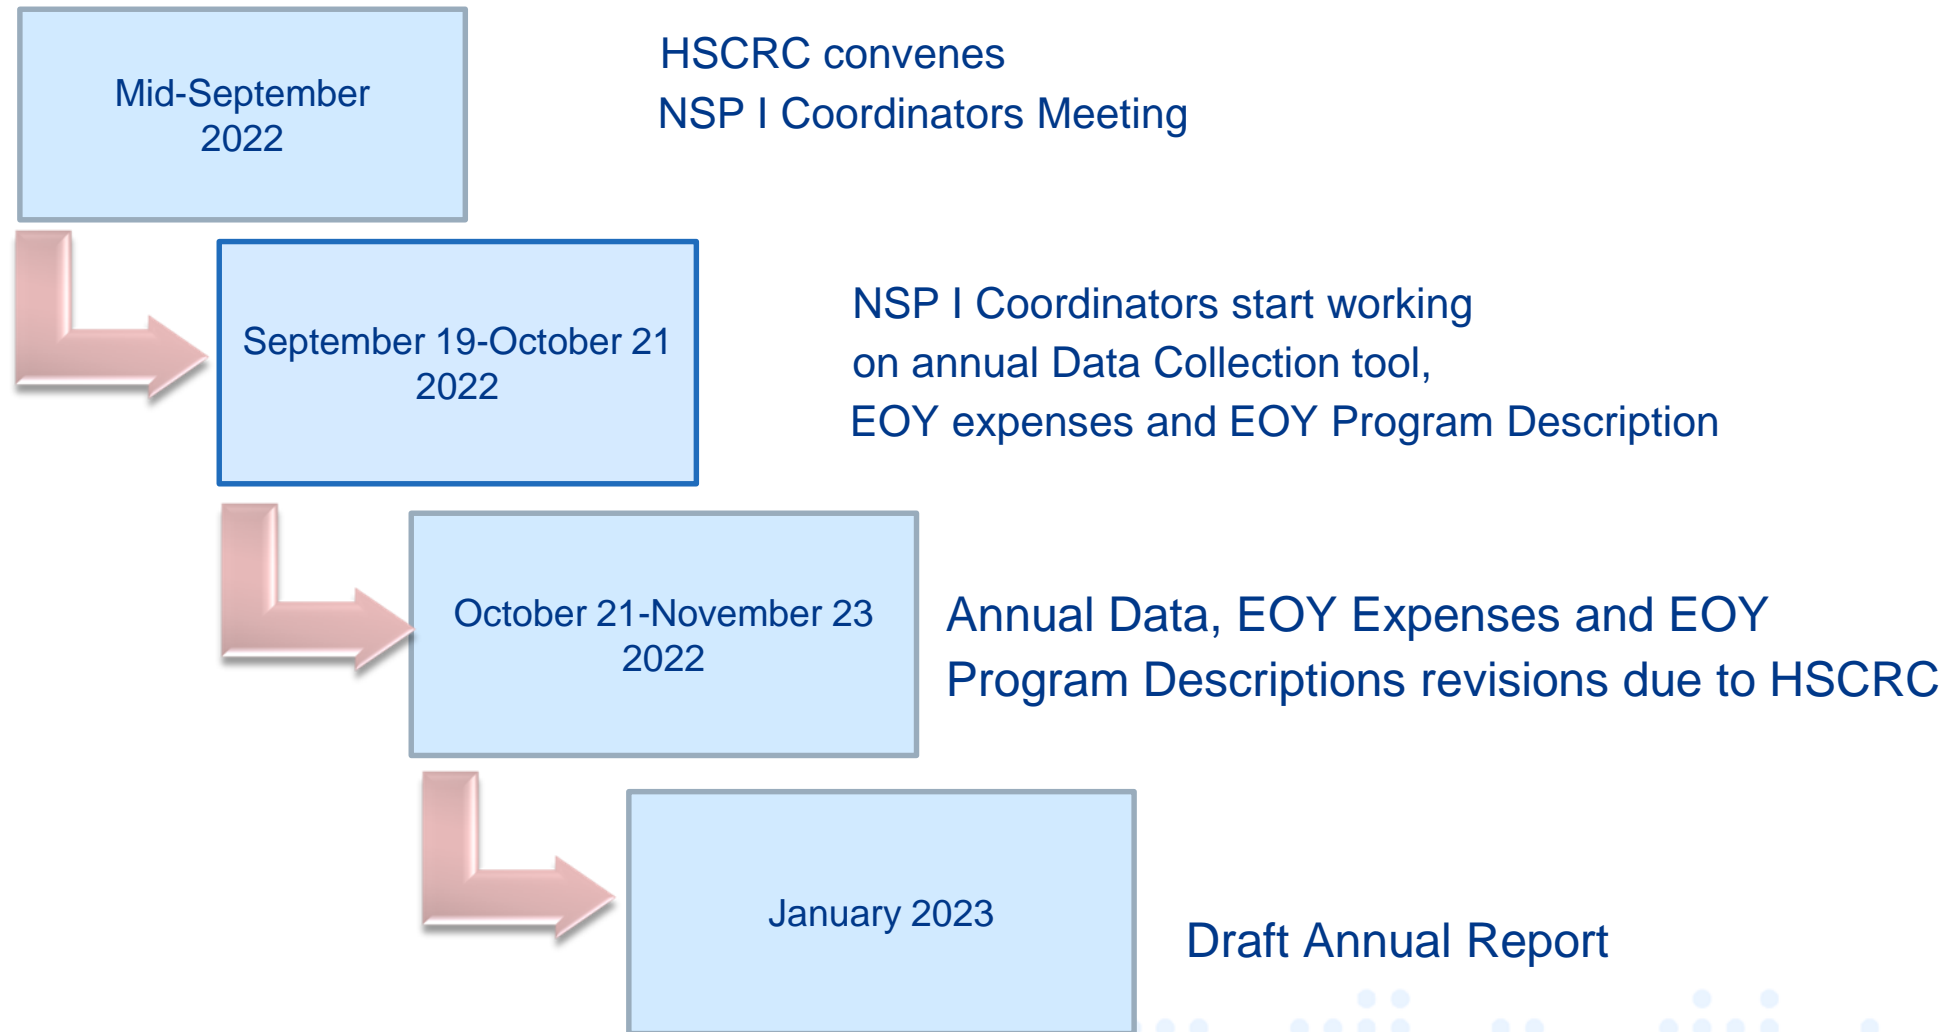 Mid-September
2022
HSCRC convenes
NSP I Coordinators Meeting
September 19-October 21
2022
NSP I Coordinators start working
on annual Data Collection tool,
EOY expenses and EOY Program Description
October 21-November 23
2022
Annual Data, EOY Expenses and EOY
Program Descriptions revisions due to HSCRC
January 2023
Draft Annual Report